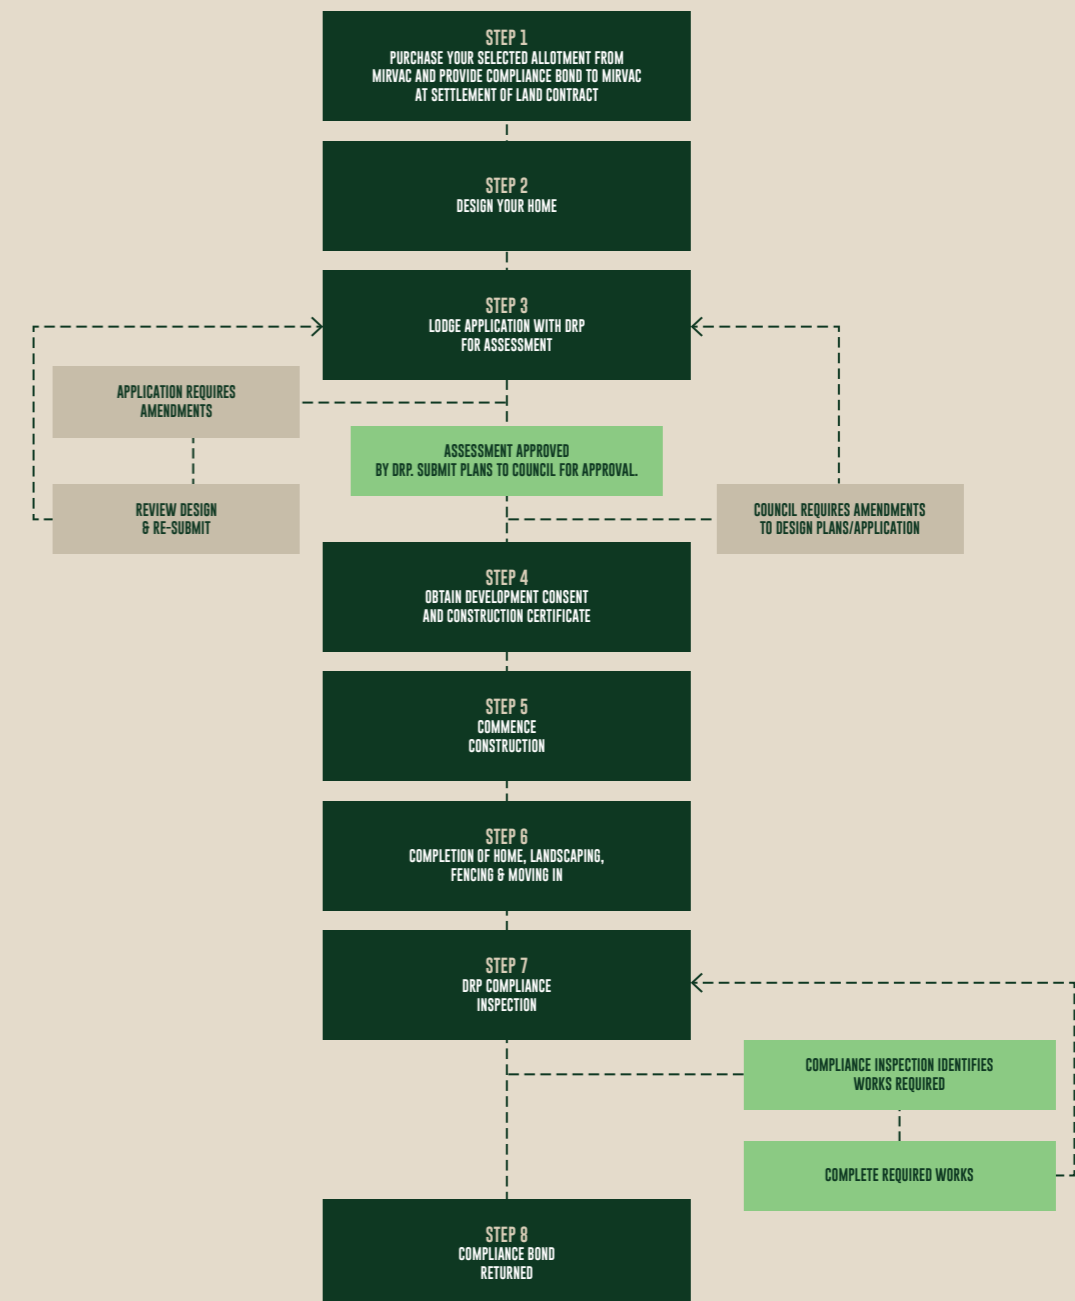 STEP 1
PURCHASE YOUR SELECTED ALLOTMENT FROM
MIRVAC AND PROVIDE COMPLIANCE BOND TO MIRVAC
AT SETTLEMENT OF LAND CONTRACT
STEP 2
DESIGN YOUR HOME
STEP 3
LODGE APPLICATION WITH DRP
FOR ASSESSMENT
APPLICATION REQUIRES
AMENDMENTS
ASSESSMENT APPROVED
BY DRP. SUBMIT PLANS TO COUNCIL FOR APPROVAL.
REVIEW DESIGN
& RE-SUBMIT
COUNCIL REQUIRES AMENDMENTS
TO DESIGN PLANS/APPLICATION
STEP 4
OBTAIN DEVELOPMENT CONSENT
AND CONSTRUCTION CERTIFICATE
STEP 5
COMMENCE
CONSTRUCTION
STEP 6
COMPLETION OF HOME, LANDSCAPING,
FENCING & MOVING IN
STEP 7
DRP COMPLIANCE
INSPECTION
COMPLIANCE INSPECTION IDENTIFIES
WORKS REQUIRED
COMPLETE REQUIRED WORKS
STEP 8
COMPLIANCE BOND
RETURNED